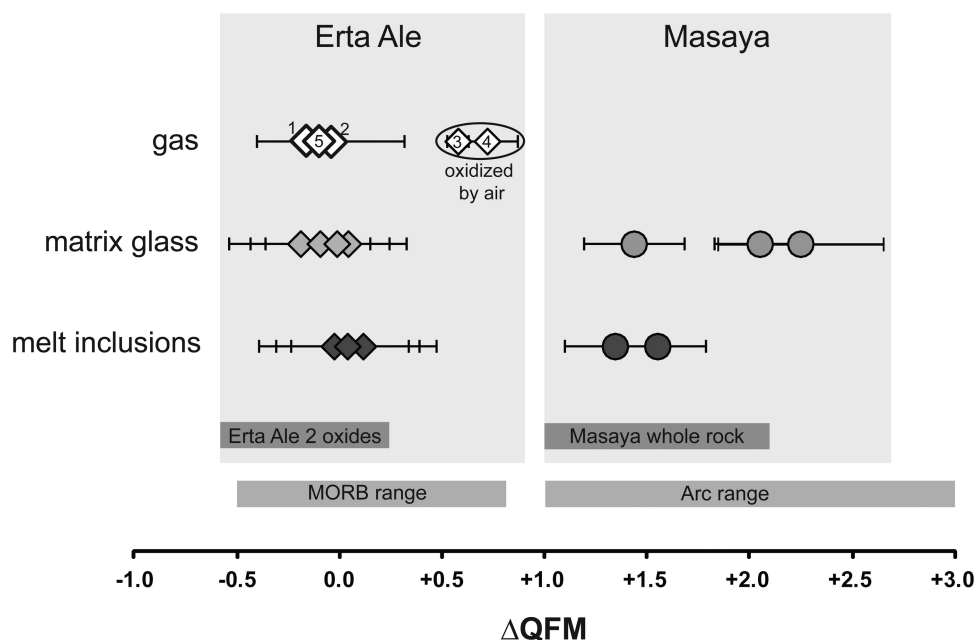 Erta Ale
Masaya
gas
1
5
2
3
4
oxidized
by air
matrix glass
melt inclusions
Erta Ale 2 oxides
Masaya whole rock
MORB range
Arc range
-1.0 -0.5 0.0 +0.5 +1.0 +1.5 +2.0 +2.5 +3.0
ΔQFM